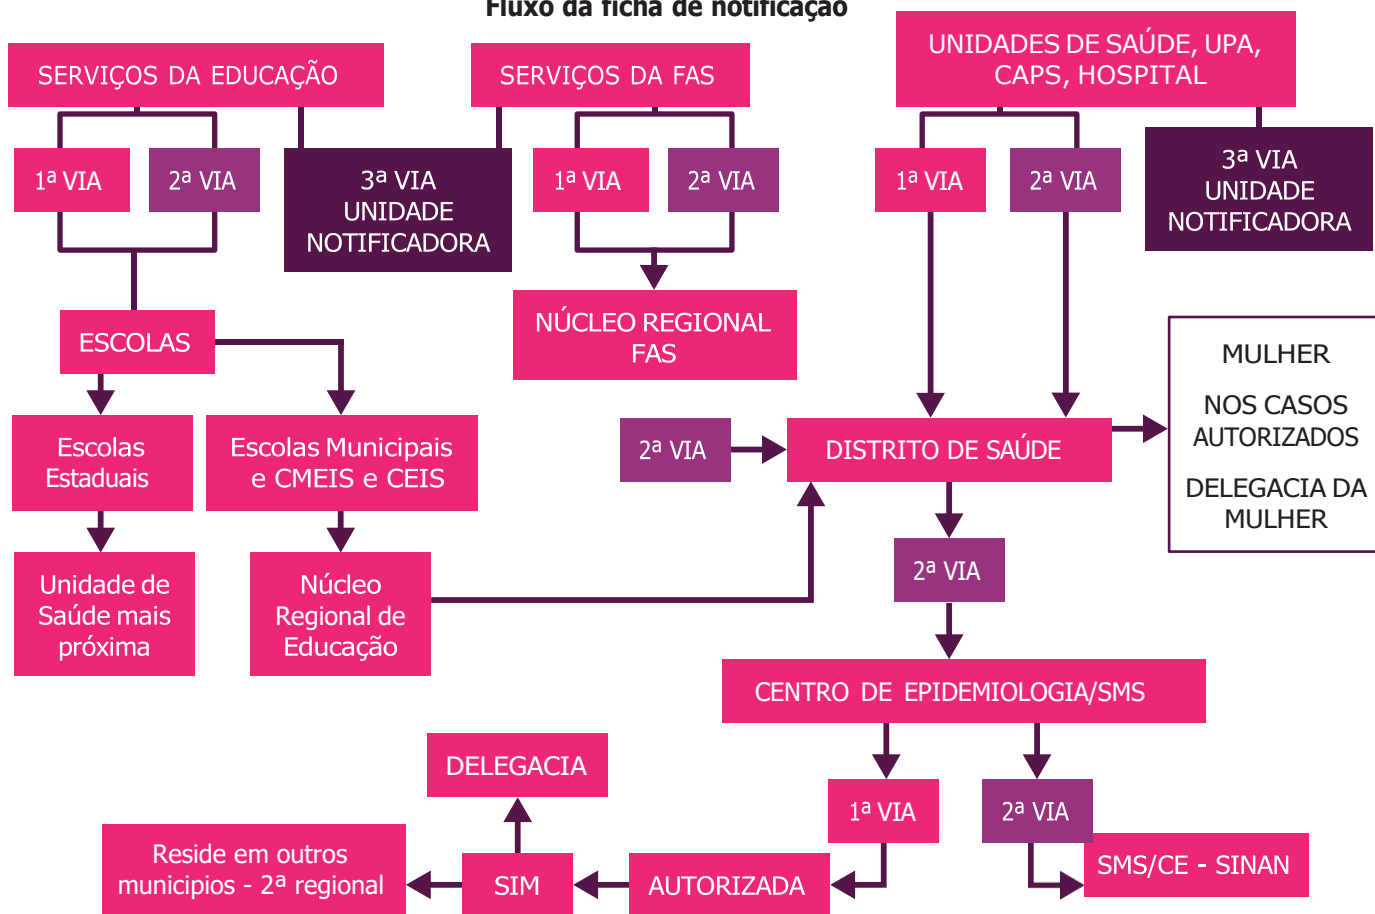 Fluxo da ficha de notificação
SERVIÇOS DA EDUCAÇÃO
SERVIÇOS DA FAS
UNIDADES DE SAÚDE, UPA,
CAPS, HOSPITAL
1ª VIA
2ª VIA
3ª VIA
UNIDADE
NOTIFICADORA
1ª VIA
2ª VIA
1ª VIA
2ª VIA
3ª VIA
UNIDADE
NOTIFICADORA
ESCOLAS
NÚCLEO REGIONAL
FAS
MULHER
NOS CASOS
AUTORIZADOS
DELEGACIA DA
MULHER
Escolas
Estaduais
Escolas Municipais
e CMEIS e CEIS
2ª VIA
DISTRITO DE SAÚDE
Unidade de
Saúde mais
próxima
Núcleo
Regional de
Educação
2ª VIA
CENTRO DE EPIDEMIOLOGIA/SMS
DELEGACIA
1ª VIA
2ª VIA
Reside em outros
municipios - 2ª regional
SIM
AUTORIZADA
SMS/CE - SINAN